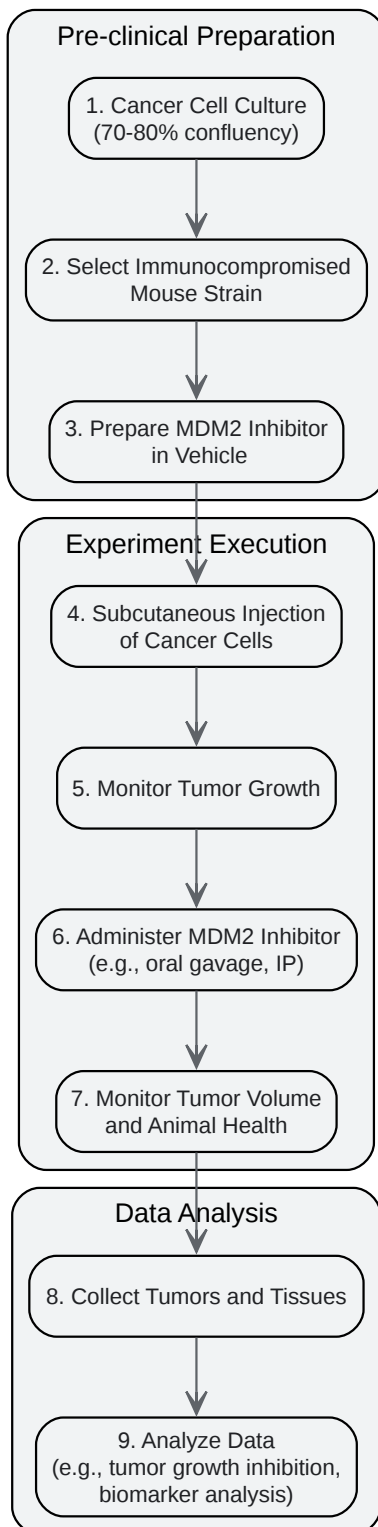 Pre-clinical Preparation
1. Cancer Cell Culture
(70-80% confluency)
2. Select Immunocompromised
Mouse Strain
3. Prepare MDM2 Inhibitor
in Vehicle
Experiment Execution
4. Subcutaneous Injection
of Cancer Cells
5. Monitor Tumor Growth
6. Administer MDM2 Inhibitor
(e.g., oral gavage, IP)
7. Monitor Tumor Volume
and Animal Health
Data Analysis
8. Collect Tumors and Tissues
9. Analyze Data
(e.g., tumor growth inhibition,
biomarker analysis)